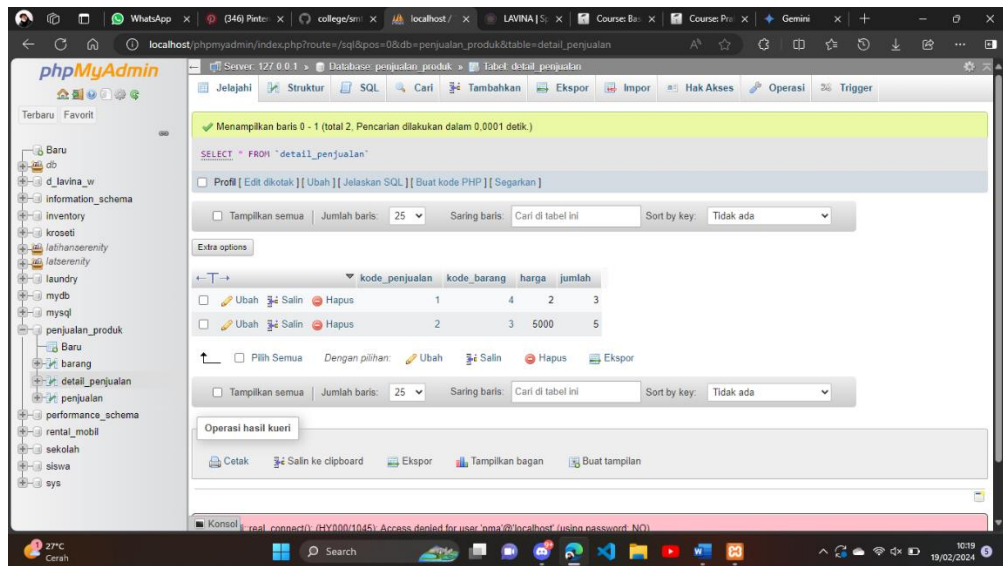 WhatsApp (346) Pinter college/sm localhost / LAVINA | Sp Course: Bas Course: Pra Gemini
localhost/phpmyadmin/index.php?route=/sql&pos=0&db=penjualan_produk&table=detail_penjualan
phpMyAdmin
Terbaru Favorit
Baru
db
d_lavina_w
information_schema
inventory
kroseti
latihanserenity
latserenity
laundry
mydb
mysql
penjualan_produk
Baru
barang
detail_penjualan
penjualan
performance_schema
rental_mobil
sekolah
siswa
sys
Server: 127.0.0.1 » Database: penjualan_produk » Tabel: detail_penjualan
Jelajahi Struktur SQL Cari Tambahkan Ekspor Impor Hak Akses Operasi Trigger
Menampilkan baris 0 - 1 (total 2, Pencarian dilakukan dalam 0,0001 detik.)
SELECT * FROM `detail_penjualan`
Profil [ Edit dikotak ] [ Ubah ] [ Jelaskan SQL ] [ Buat kode PHP ] [ Segarkan ]
Tampilkan semua | Jumlah baris: 25 Saring baris: Cari di tabel ini Sort by key: Tidak ada
Extra options
←T→ kode_penjualan kode_barang harga jumlah
Ubah Salin Hapus 1 4 2 3
Ubah Salin Hapus 2 3 5000 5
Pilih Semua Dengan pilihan: Ubah Salin Hapus Ekspor
Tampilkan semua | Jumlah baris: 25 Saring baris: Cari di tabel ini Sort by key: Tidak ada
Operasi hasil kueri
Cetak Salin ke clipboard Ekspor Tampilkan bagan Buat tampilan
Konsol real_connect(): (HY000/1045): Access denied for user 'pma'@'localhost' (using password: NO)
27°C
Cerah
Search
10:19
19/02/2024